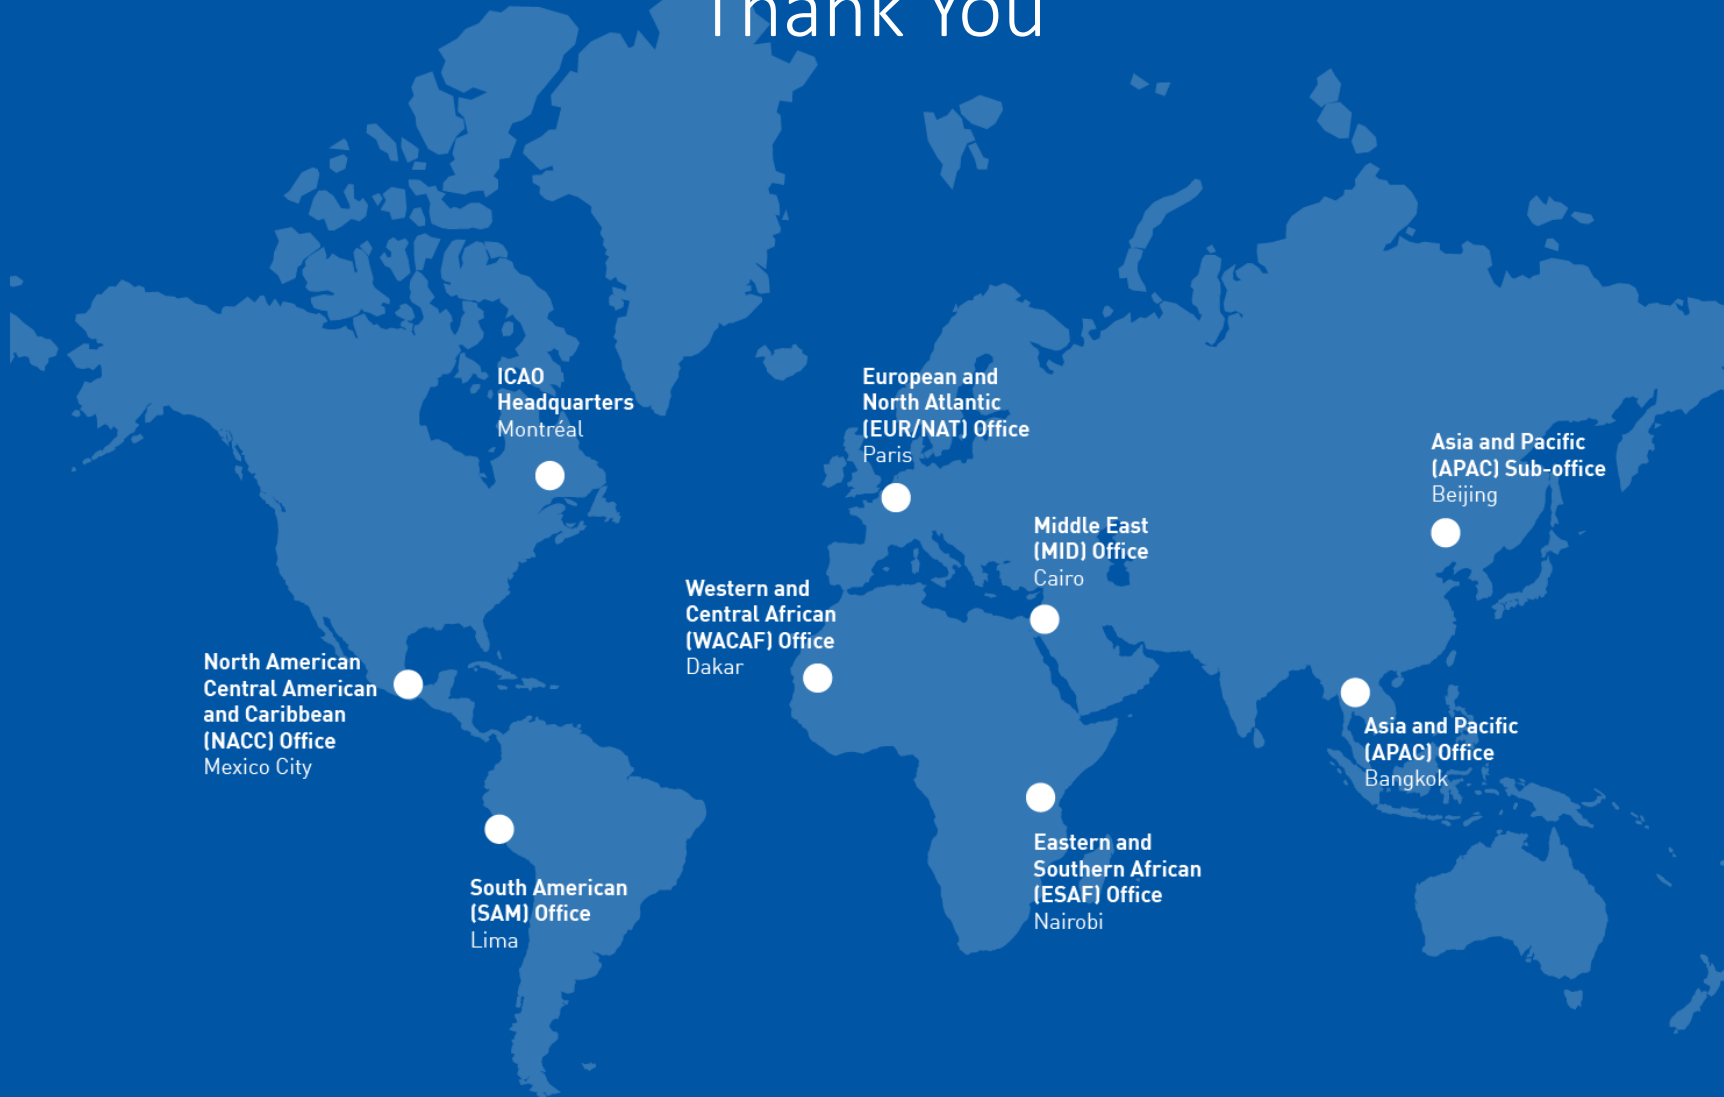 Thank You
ICAO
Headquarters
Montréal
European and
North Atlantic
(EUR/NAT) Office
Paris
Asia and Pacific
(APAC) Sub-office
Beijing
Middle East
(MID) Office
Cairo
Western and
Central African
(WACAF) Office
Dakar
North American
Central American
and Caribbean
(NACC) Office
Mexico City
Asia and Pacific
(APAC) Office
Bangkok
Eastern and
Southern African
(ESAF) Office
Nairobi
South American
(SAM) Office
Lima